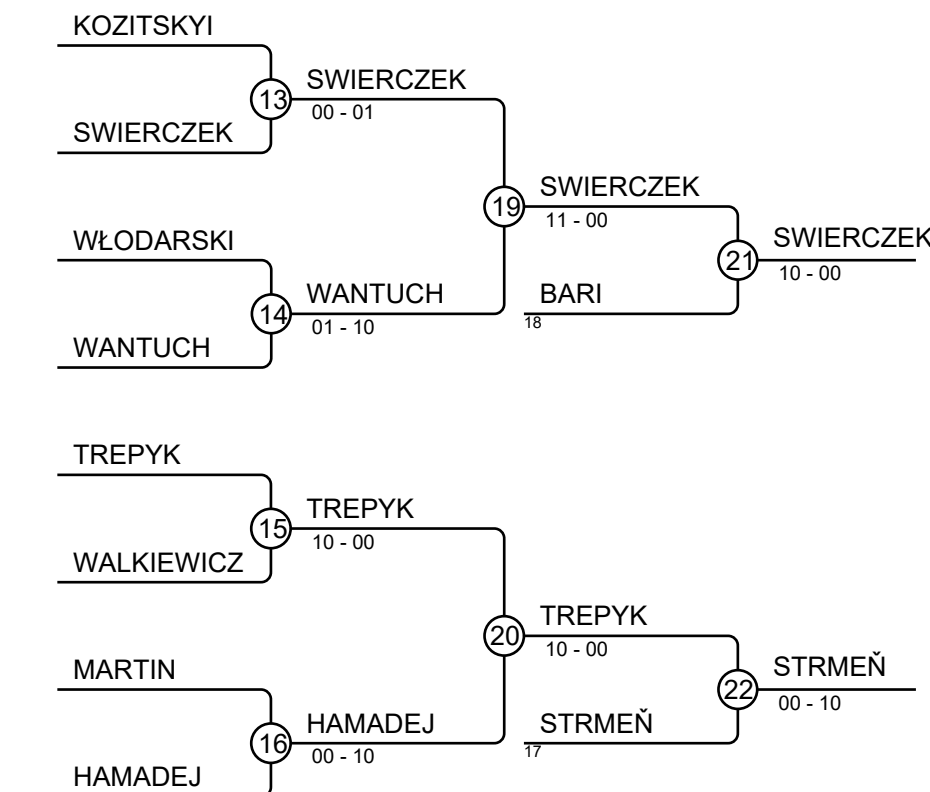 KOZITSKYI
13
SWIERCZEK
00 - 01
SWIERCZEK
19
SWIERCZEK
11 - 00
WŁODARSKI
21
SWIERCZEK
10 - 00
14
WANTUCH
01 - 10
BARI
18
WANTUCH
TREPYK
15
TREPYK
10 - 00
WALKIEWICZ
20
TREPYK
10 - 00
MARTIN
22
STRMEŇ
00 - 10
16
HAMADEJ
00 - 10
STRMEŇ
17
HAMADEJ